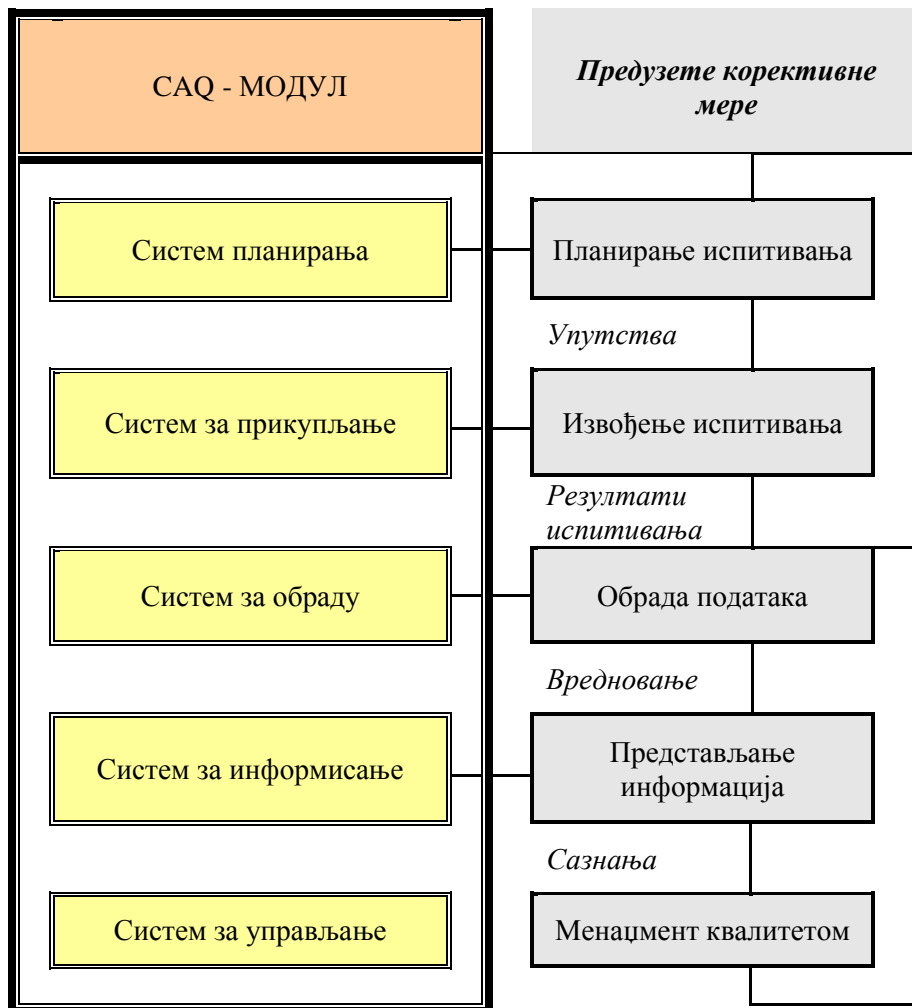 CAQ - МОДУЛ
Предузете корективне
мере
Систем планирања
Планирање испитивања
Упутства
Систем за прикупљање
Извођење испитивања
Резултати
испитивања
Систем за обраду
Обрада података
Вредновање
Систем за информисање
Представљање
информација
Сазнања
Систем за управљање
Менаџмент квалитетом